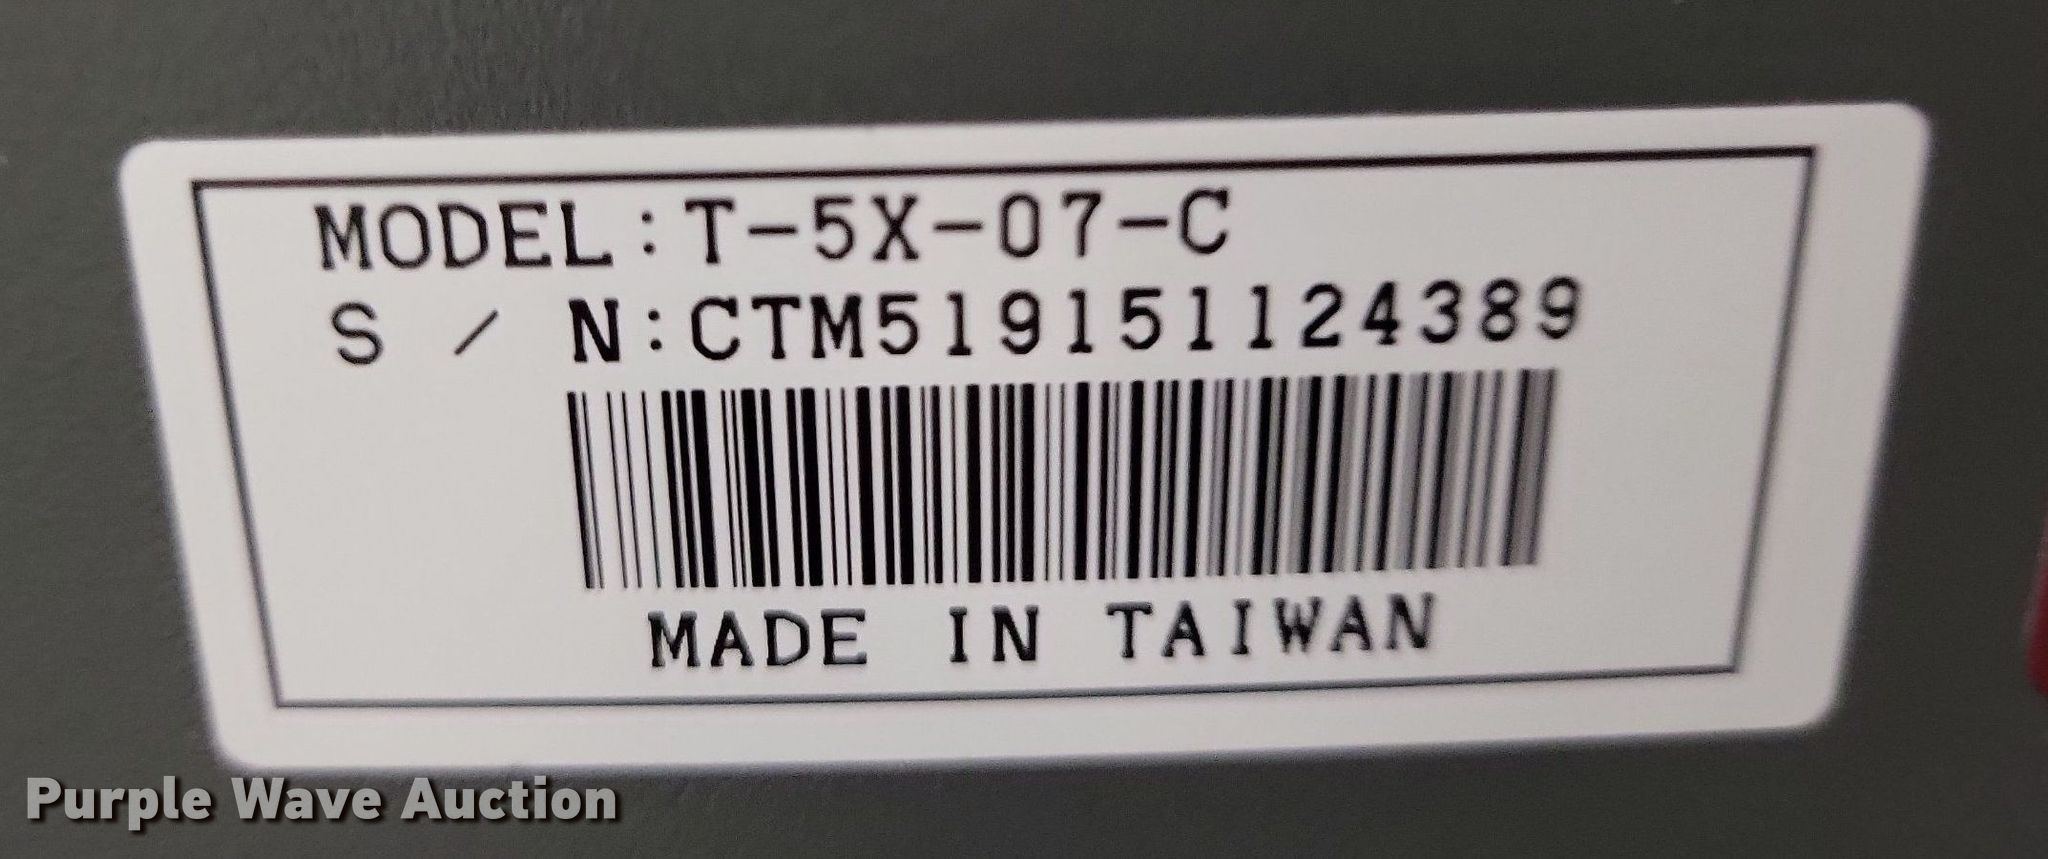 MODEL:T-5X-07-C
S / N:CTM519151124389
MADE IN TAIWAN
Purple Wave Auction